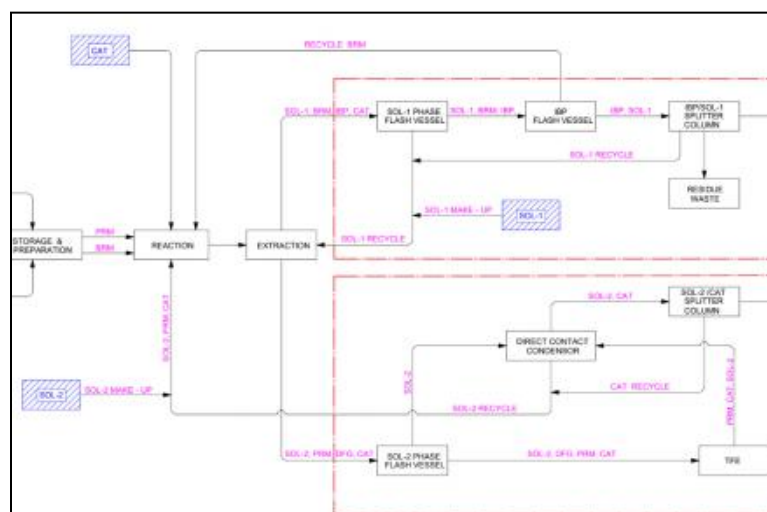 RECYCLE BRM
CAT
SOL-1, BRM, IBP, CAT
SOL-1 PHASE
FLASH VESSEL
SOL-1, BRM, IBP
IBP
FLASH VESSEL
IBP, SOL-1
IBP/SOL-1
SPLITTER
COLUMN
SOL-1 RECYCLE
RESIDUE
WASTE
SOL-1 MAKE - UP
SOL-1
STORAGE &
PREPARATION
PRM
BRM
REACTION
EXTRACTION
SOL-1 RECYCLE
SOL-2, PRM, CAT
SOL-2, CAT
SOL-2 /CAT
SPLITTER
COLUMN
DIRECT CONTACT
CONDENSOR
SOL-2
CAT RECYCLE
PRM, CAT, SOL-2
SOL-2
SOL-2 MAKE - UP
SOL-2 RECYCLE
SOL-2, PRM, DFG, CAT
SOL-2 PHASE
FLASH VESSEL
SOL-2, DFG, PRM, CAT
TFE